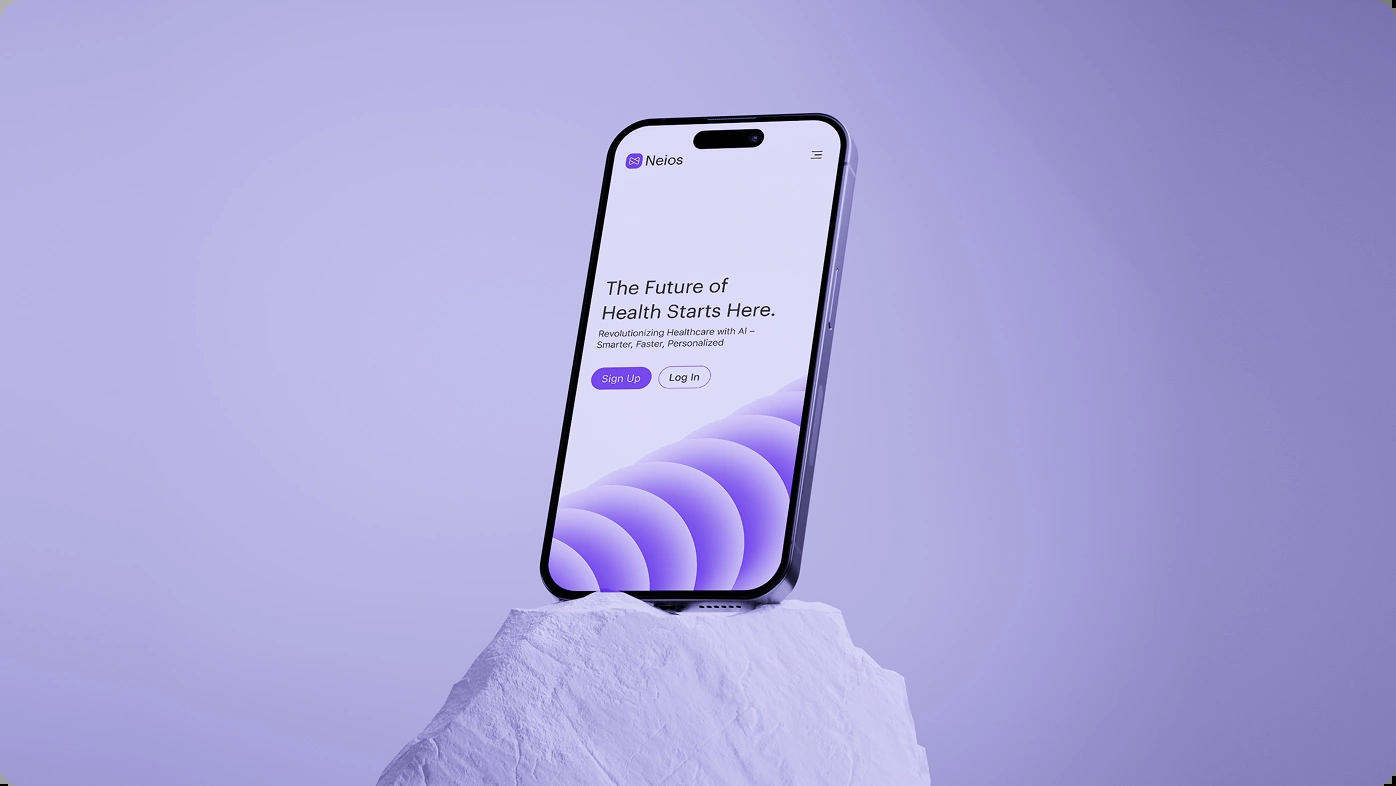 Neios
The Future of
Health Starts Here.
Revolutionizing Healthcare with AI –
Smarter, Faster, Personalized
Sign Up
Log In